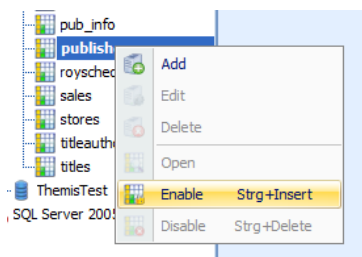 pub_info
publish
roysched
sales
stores
titleauth
titles
ThemisTest
SQL Server 2005
Add
Edit
Delete
Open
Enable Strg+Insert
Disable Strg+Delete